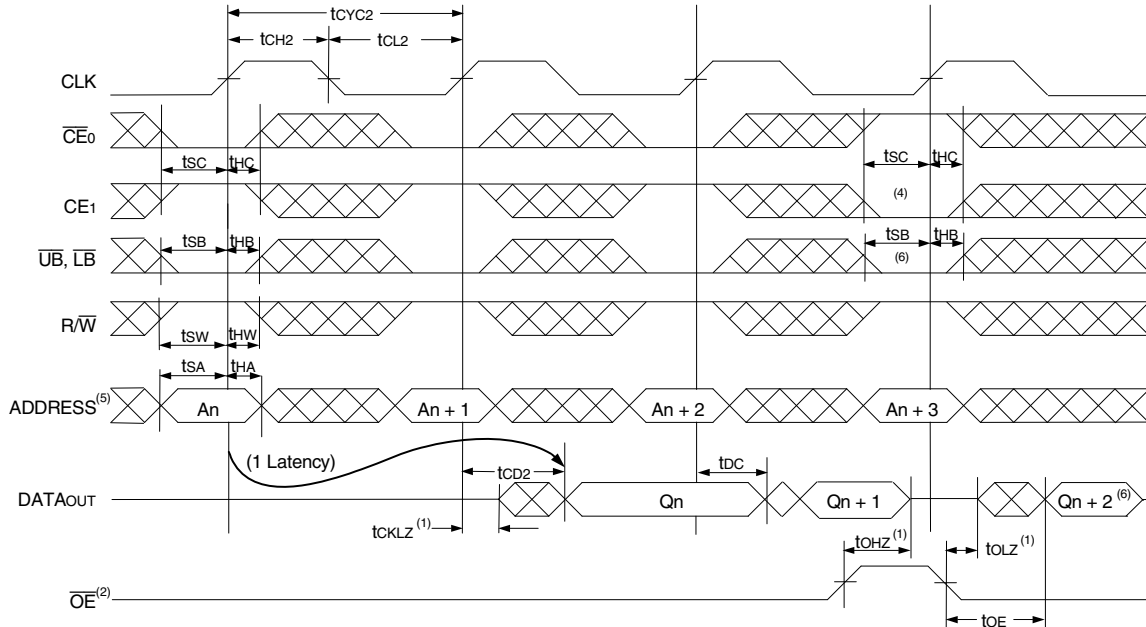 tCYC2
tCH2 tCL2
CLK
CE0
tSC tHC tSC tHC
CE1 (4)
tSB tHB tSB tHB
UB, LB (6)
R/W
tSW tHW
tSA tHA
ADDRESS(5) An An + 1 An + 2 An + 3
(1 Latency) tCD2 tDC
DATAOUT Qn Qn + 1 Qn + 2(6)
tCKLZ(1) tOHZ(1) tOLZ(1)
OE(2)
tOE